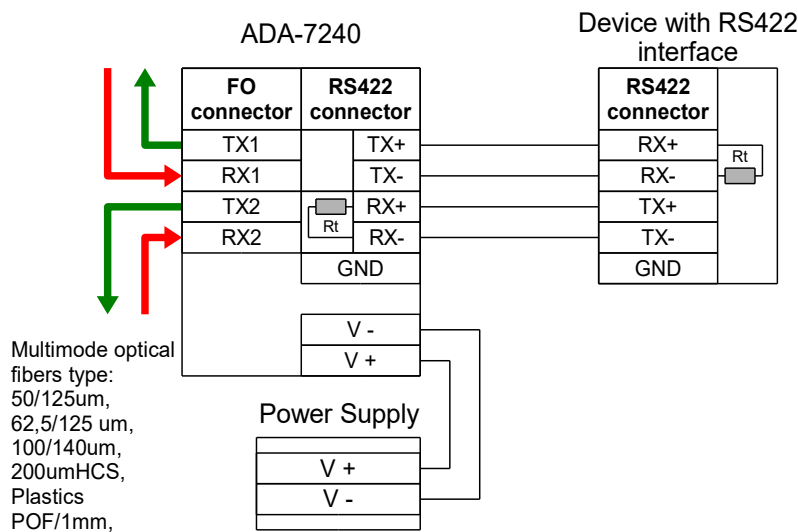 ADA-7240
Device with RS422
interface
FO
connector
RS422
connector
TX1
TX+
RX1
TX-
TX2
RX+
Rt
RX2
RX-
GND
V -
V +
RS422
connector
RX+
Rt
RX-
TX+
TX-
GND
Multimode optical
fibers type:
50/125um,
62,5/125 um,
100/140um,
200umHCS,
Plastics
POF/1mm,
Power Supply
V +
V -